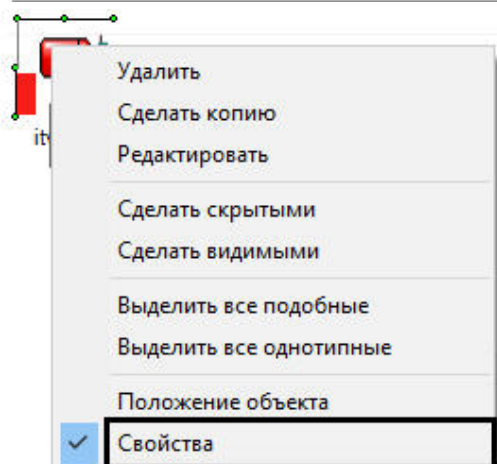 Удалить
Сделать копию
Редактировать
Сделать скрытыми
Сделать видимыми
Выделить все подобные
Выделить все однотипные
Положение объекта
Свойства